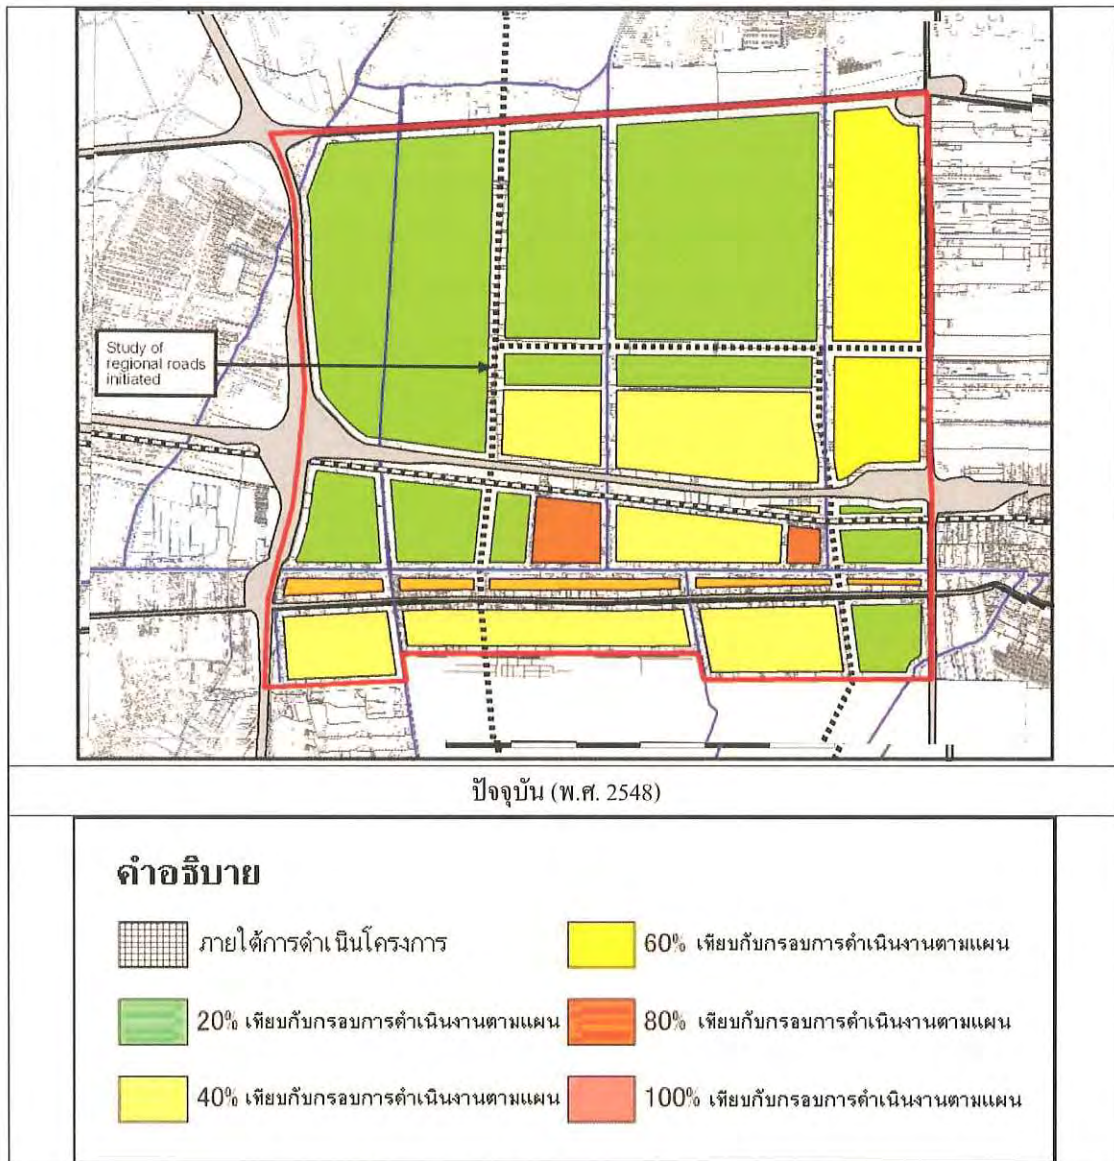 Study of
regional roads
initiated
ปัจจุบัน (พ.ศ. 2548)
คำอธิบาย
ภายใต้การดำเนินโครงการ
60% เทียบกับกรอบการดำเนินงานตามแผน
20% เทียบกับกรอบการดำเนินงานตามแผน
80% เทียบกับกรอบการดำเนินงานตามแผน
40% เทียบกับกรอบการดำเนินงานตามแผน
100% เทียบกับกรอบการดำเนินงานตามแผน